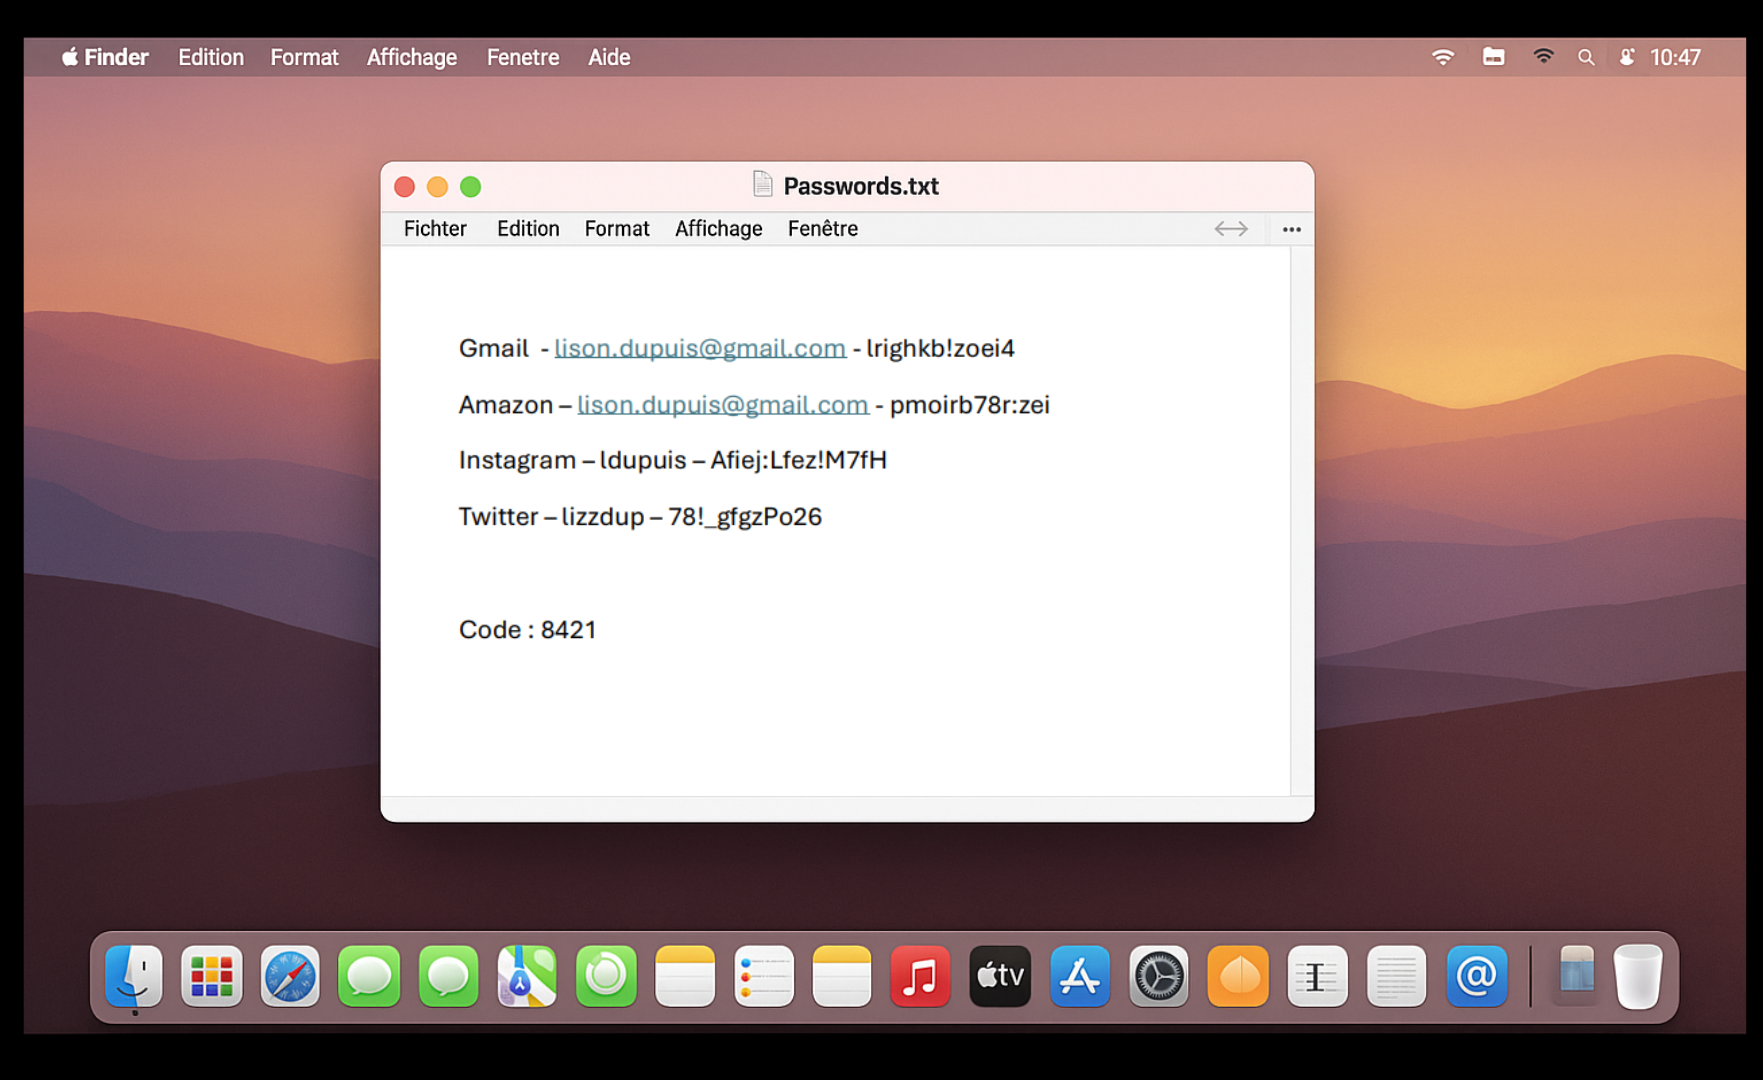 Finder Edition Format Affichage Fenetre Aide 10:47
Passwords.txt
Fichter Edition Format Affichage Fenêtre
Gmail - lison.dupuis@gmail.com - lrighkb!zoei4
Amazon – lison.dupuis@gmail.com - pmoirb78r:zei
Instagram – ldupuis – Afiej:Lfez!M7fH
Twitter – lizzdup – 78!_gfgzPo26
Code : 8421
tv